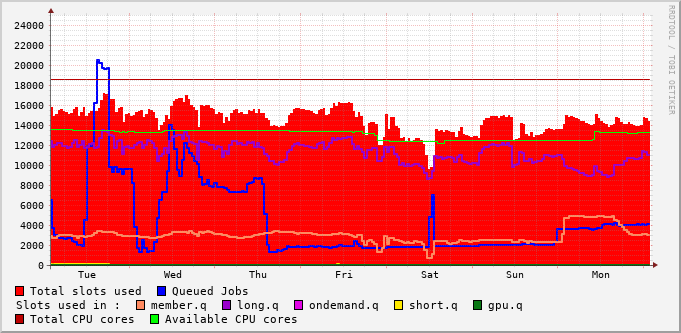 RRDTOOL / TOBI OETIKER
24000
22000
20000
18000
16000
14000
12000
10000
8000
6000
4000
2000
0
Tue Wed Thu Fri Sat Sun Mon
Total slots used Queued Jobs
Slots used in : member.q long.q ondemand.q short.q gpu.q
Total CPU cores Available CPU cores